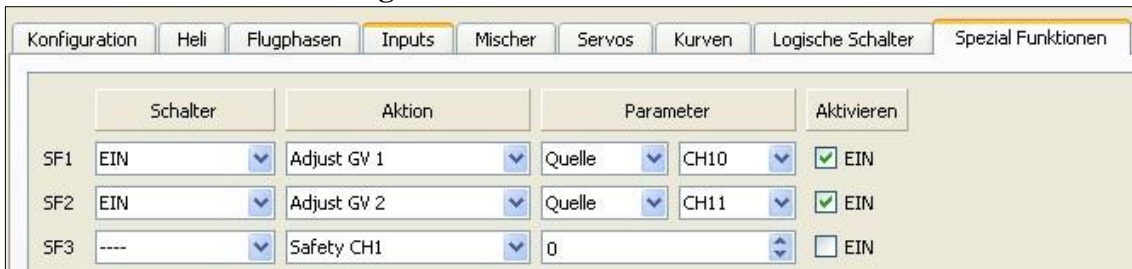 Konfiguration Heli Flugphasen Inputs Mischer Servos Kurven Logische Schalter Spezial Funktionen
Schalter Aktion Parameter Aktivieren
SF1 EIN Adjust GV 1 Quelle CH10 EIN
SF2 EIN Adjust GV 2 Quelle CH11 EIN
SF3 ---- Safety CH1 0 EIN